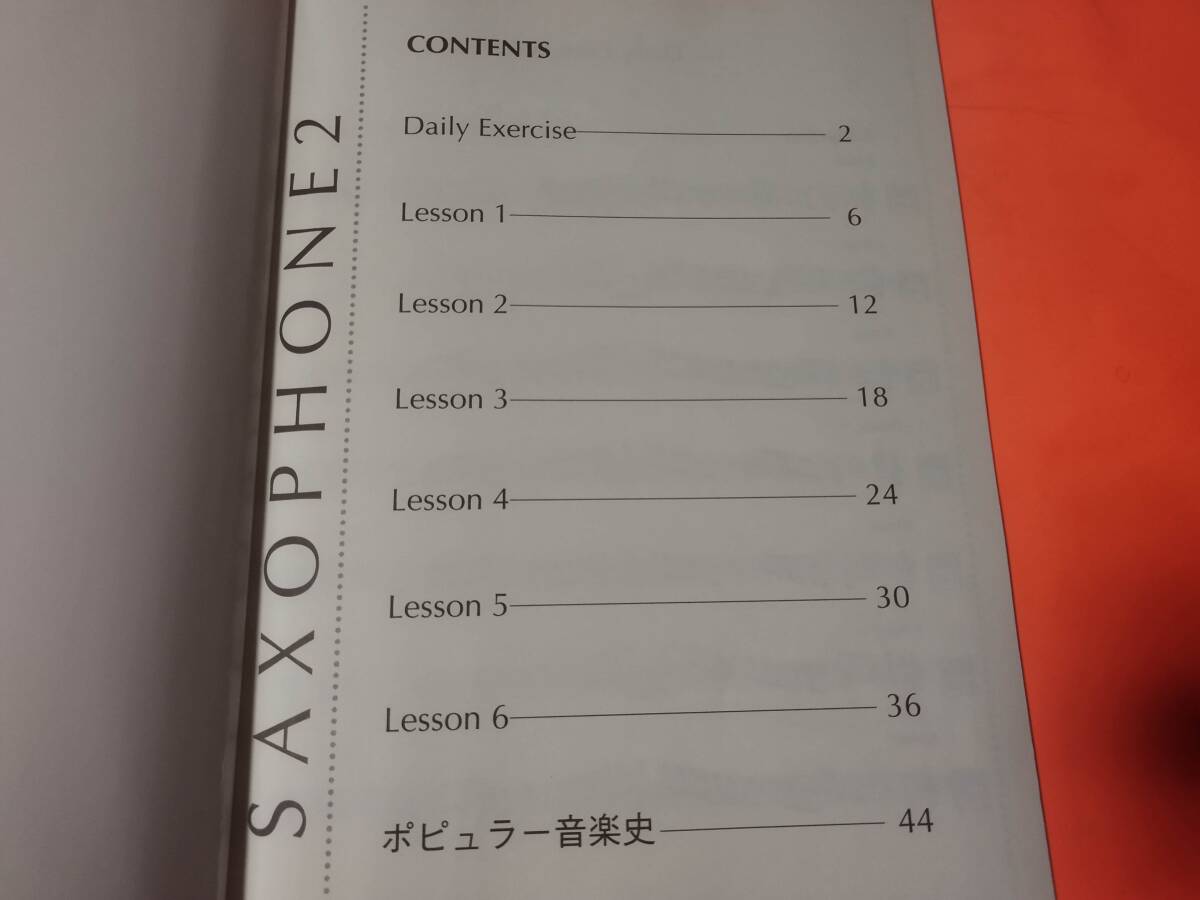 SAXOPHONE 2
CONTENTS
Daily Exercise 2
Lesson 1 6
Lesson 2 12
Lesson 3 18
Lesson 4 24
Lesson 5 30
Lesson 6 36
ポピュラー音楽史 44